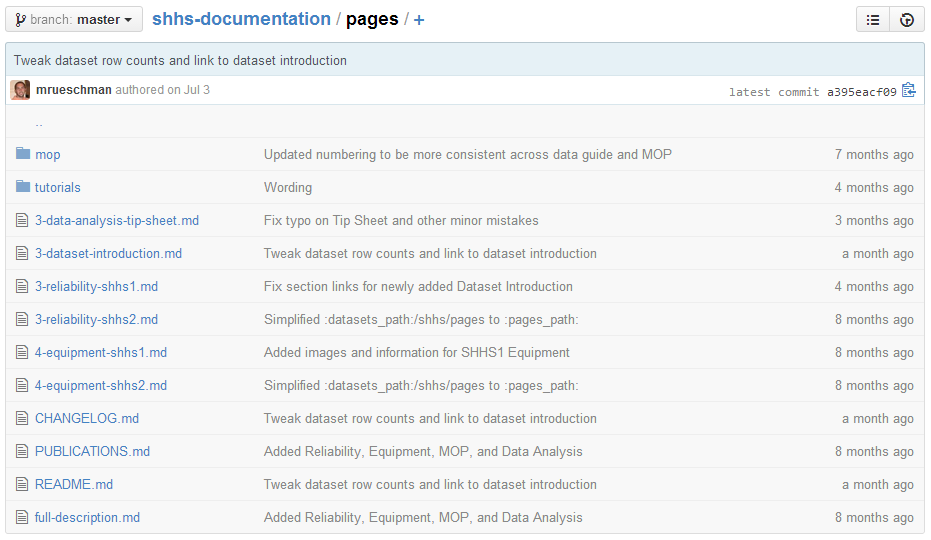 branch: master shhs-documentation / pages / +
Tweak dataset row counts and link to dataset introduction
mrueschman authored on Jul 3 latest commit a395eacf09
..
mop Updated numbering to be more consistent across data guide and MOP 7 months ago
tutorials Wording 4 months ago
3-data-analysis-tip-sheet.md Fix typo on Tip Sheet and other minor mistakes 3 months ago
3-dataset-introduction.md Tweak dataset row counts and link to dataset introduction a month ago
3-reliability-shhs1.md Fix section links for newly added Dataset Introduction 4 months ago
3-reliability-shhs2.md Simplified :datasets_path:/shhs/pages to :pages_path: 8 months ago
4-equipment-shhs1.md Added images and information for SHHS1 Equipment 8 months ago
4-equipment-shhs2.md Simplified :datasets_path:/shhs/pages to :pages_path: 8 months ago
CHANGELOG.md Tweak dataset row counts and link to dataset introduction a month ago
PUBLICATIONS.md Added Reliability, Equipment, MOP, and Data Analysis 8 months ago
README.md Tweak dataset row counts and link to dataset introduction a month ago
full-description.md Added Reliability, Equipment, MOP, and Data Analysis 8 months ago